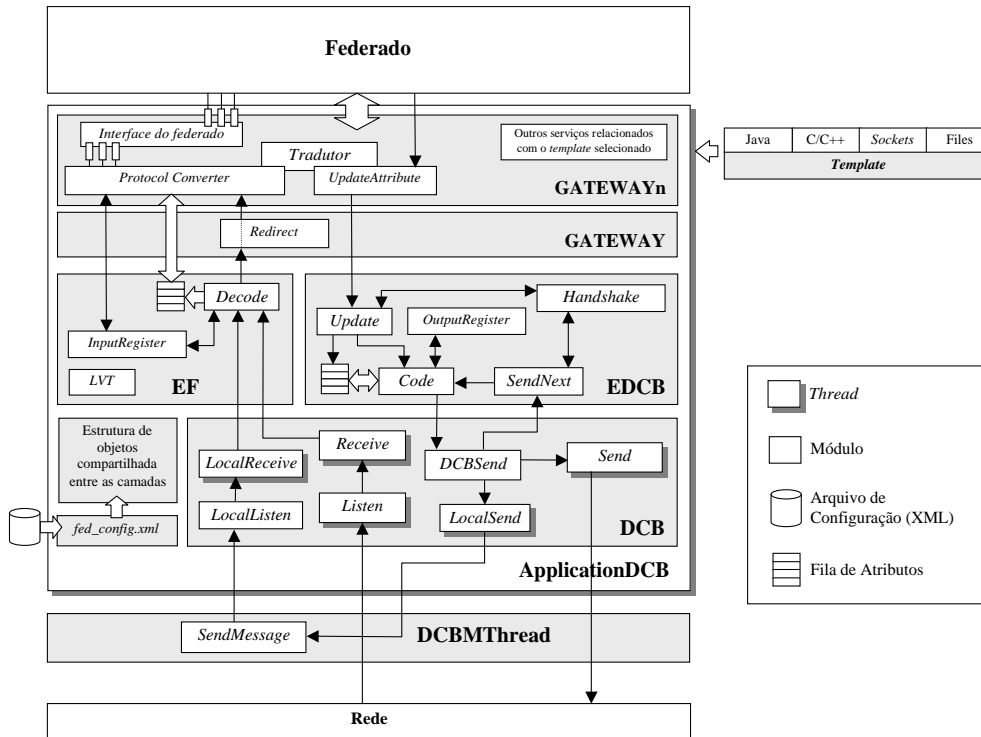 Federado
Interface do federado
Outros serviços relacionados
com o template selecionado
Tradutor
Protocol Converter
UpdateAttribute
GATEWAYn
Java
C/C++
Sockets
Files
Template
Redirect
GATEWAY
Decode
InputRegister
LVT
EF
Handshake
Update
OutputRegister
Code
SendNext
EDCB
Estrutura de
objetos
compartilhada
entre as camadas
fed_config.xml
Receive
LocalReceive
DCBSend
Send
Listen
LocalListen
LocalSend
DCB
ApplicationDCB
SendMessage
DCBMThread
Rede
Thread
Módulo
Arquivo de
Configuração (XML)
Fila de Atributos